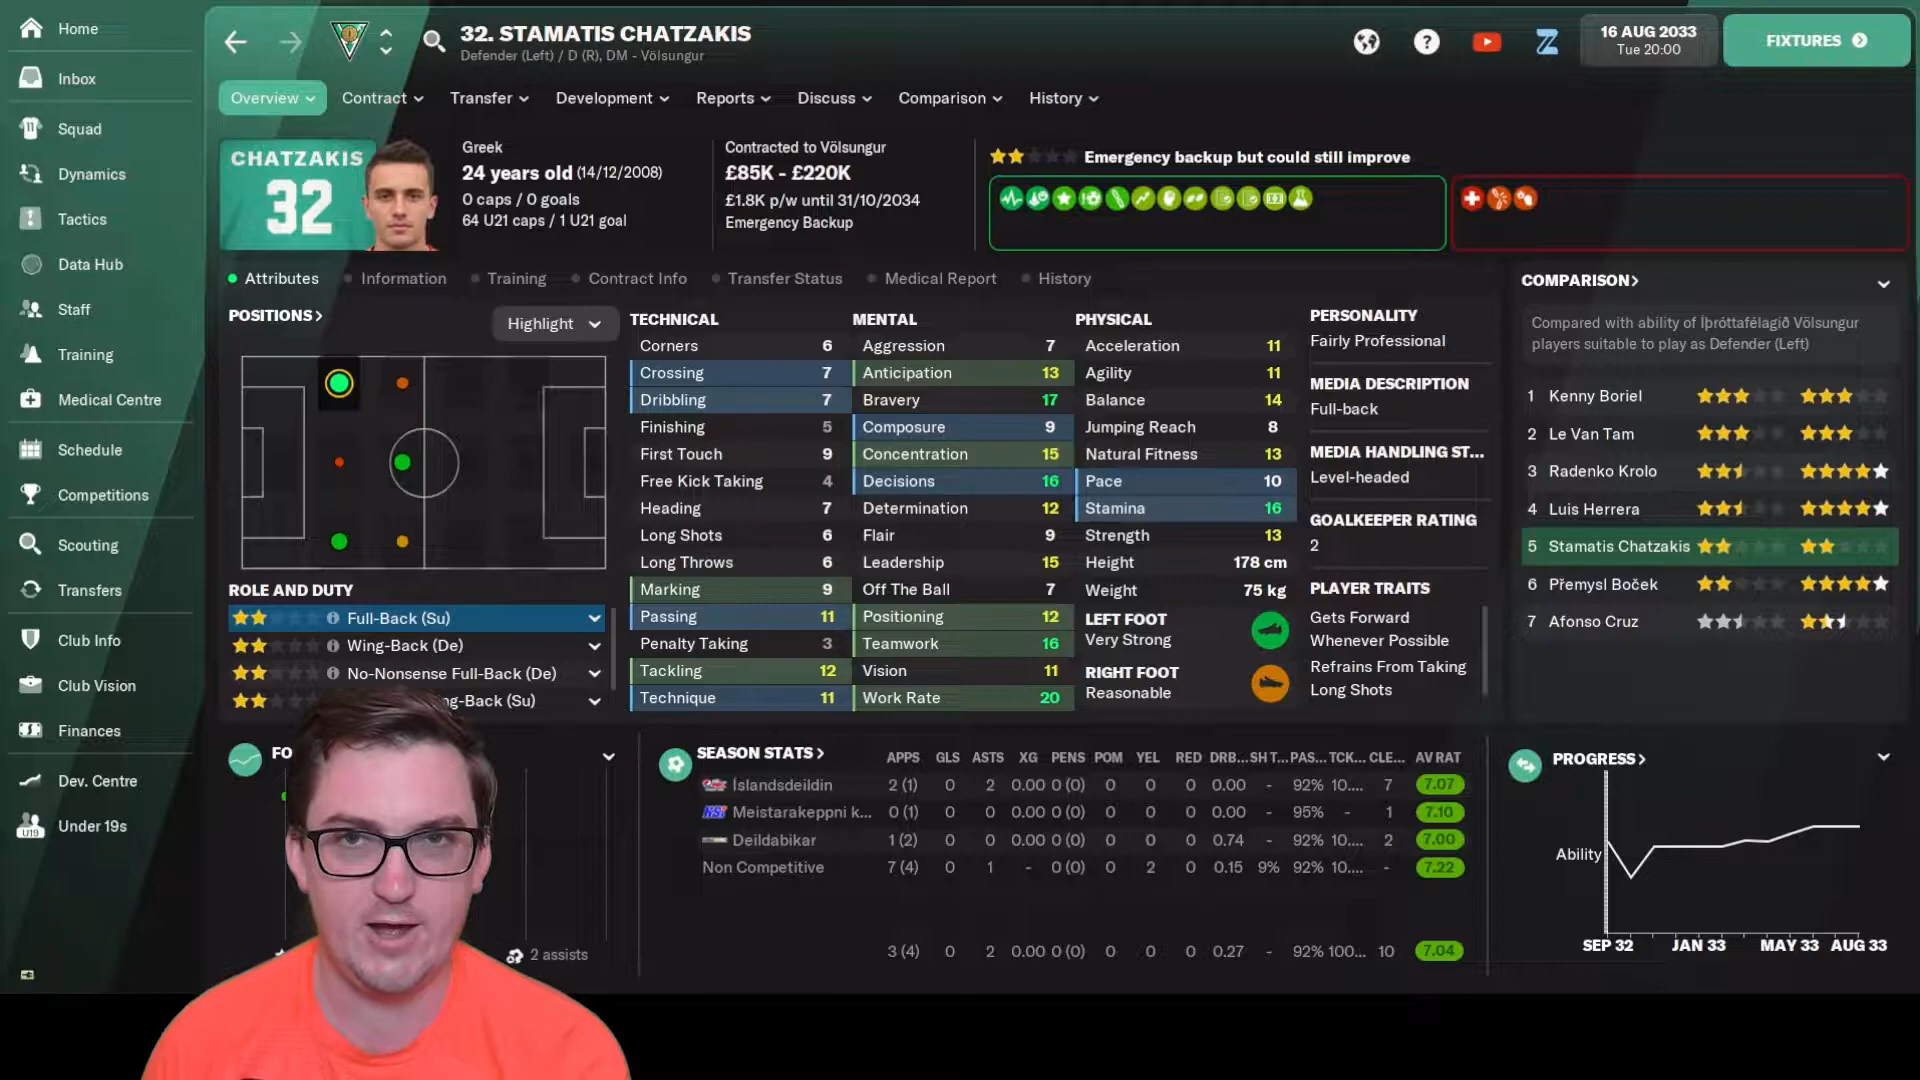 Home
Inbox
Squad
Dynamics
Tactics
Data Hub
Staff
Training
Medical Centre
Schedule
Competitions
Scouting
Transfers
Club Info
Club Vision
Finances
Dev. Centre
U19
Under 19s
32. STAMATIS CHATZAKIS
Defender (Left) / D (R), DM - Völsungur
16 AUG 2033
Tue 20:00
FIXTURES
Overview
Contract
Transfer
Development
Reports
Discuss
Comparison
History
CHATZAKIS
32
Greek
24 years old (14/12/2008)
0 caps / 0 goals
64 U21 caps / 1 U21 goal
Contracted to Völsungur
£85K - £220K
£1.8K p/w until 31/10/2034
Emergency Backup
Emergency backup but could still improve
Attributes
Information
Training
Contract Info
Transfer Status
Medical Report
History
POSITIONS
Highlight
ROLE AND DUTY
Full-Back (Su)
Wing-Back (De)
No-Nonsense Full-Back (De)
ng-Back (Su)
TECHNICAL
Corners 6
Crossing 7
Dribbling 7
Finishing 5
First Touch 9
Free Kick Taking 4
Heading 7
Long Shots 6
Long Throws 6
Marking 9
Passing 11
Penalty Taking 3
Tackling 12
Technique 11
MENTAL
Aggression 7
Anticipation 13
Bravery 17
Composure 9
Concentration 15
Decisions 16
Determination 12
Flair 9
Leadership 15
Off The Ball 7
Positioning 12
Teamwork 16
Vision 11
Work Rate 20
PHYSICAL
Acceleration 11
Agility 11
Balance 14
Jumping Reach 8
Natural Fitness 13
Pace 10
Stamina 16
Strength 13
Height 178 cm
Weight 75 kg
LEFT FOOT
Very Strong
RIGHT FOOT
Reasonable
PERSONALITY
Fairly Professional
MEDIA DESCRIPTION
Full-back
MEDIA HANDLING ST...
Level-headed
GOALKEEPER RATING
2
PLAYER TRAITS
Gets Forward
Whenever Possible
Refrains From Taking
Long Shots
COMPARISON
Compared with ability of Íþróttafélagið Völsungur
players suitable to play as Defender (Left)
1 Kenny Boriel
2 Le Van Tam
3 Radenko Krolo
4 Luis Herrera
5 Stamatis Chatzakis
6 Přemysl Boček
7 Afonso Cruz
FO
2 assists
SEASON STATS
APPS GLS ASTS XG PENS POM YEL RED DRB... SH T... PAS... TCK... CLE... AV RAT
Íslandsdeildin 2 (1) 0 2 0.00 0 (0) 0 0 0 0.00 - 92% 10.... 7 7.07
Meistarakeppni k... 0 (1) 0 0 0.00 0 (0) 0 0 0 0.00 - 95% - 1 7.10
Deildabikar 1 (2) 0 0 0.00 0 (0) 0 0 0 0.74 - 92% 10.... 2 7.00
Non Competitive 7 (4) 0 1 - 0 (0) 0 2 0 0.15 9% 92% 10.... - 7.22
3 (4) 0 2 0.00 0 (0) 0 0 0 0.27 - 92% 100... 10 7.04
PROGRESS
Ability
SEP 32 JAN 33 MAY 33 AUG 33